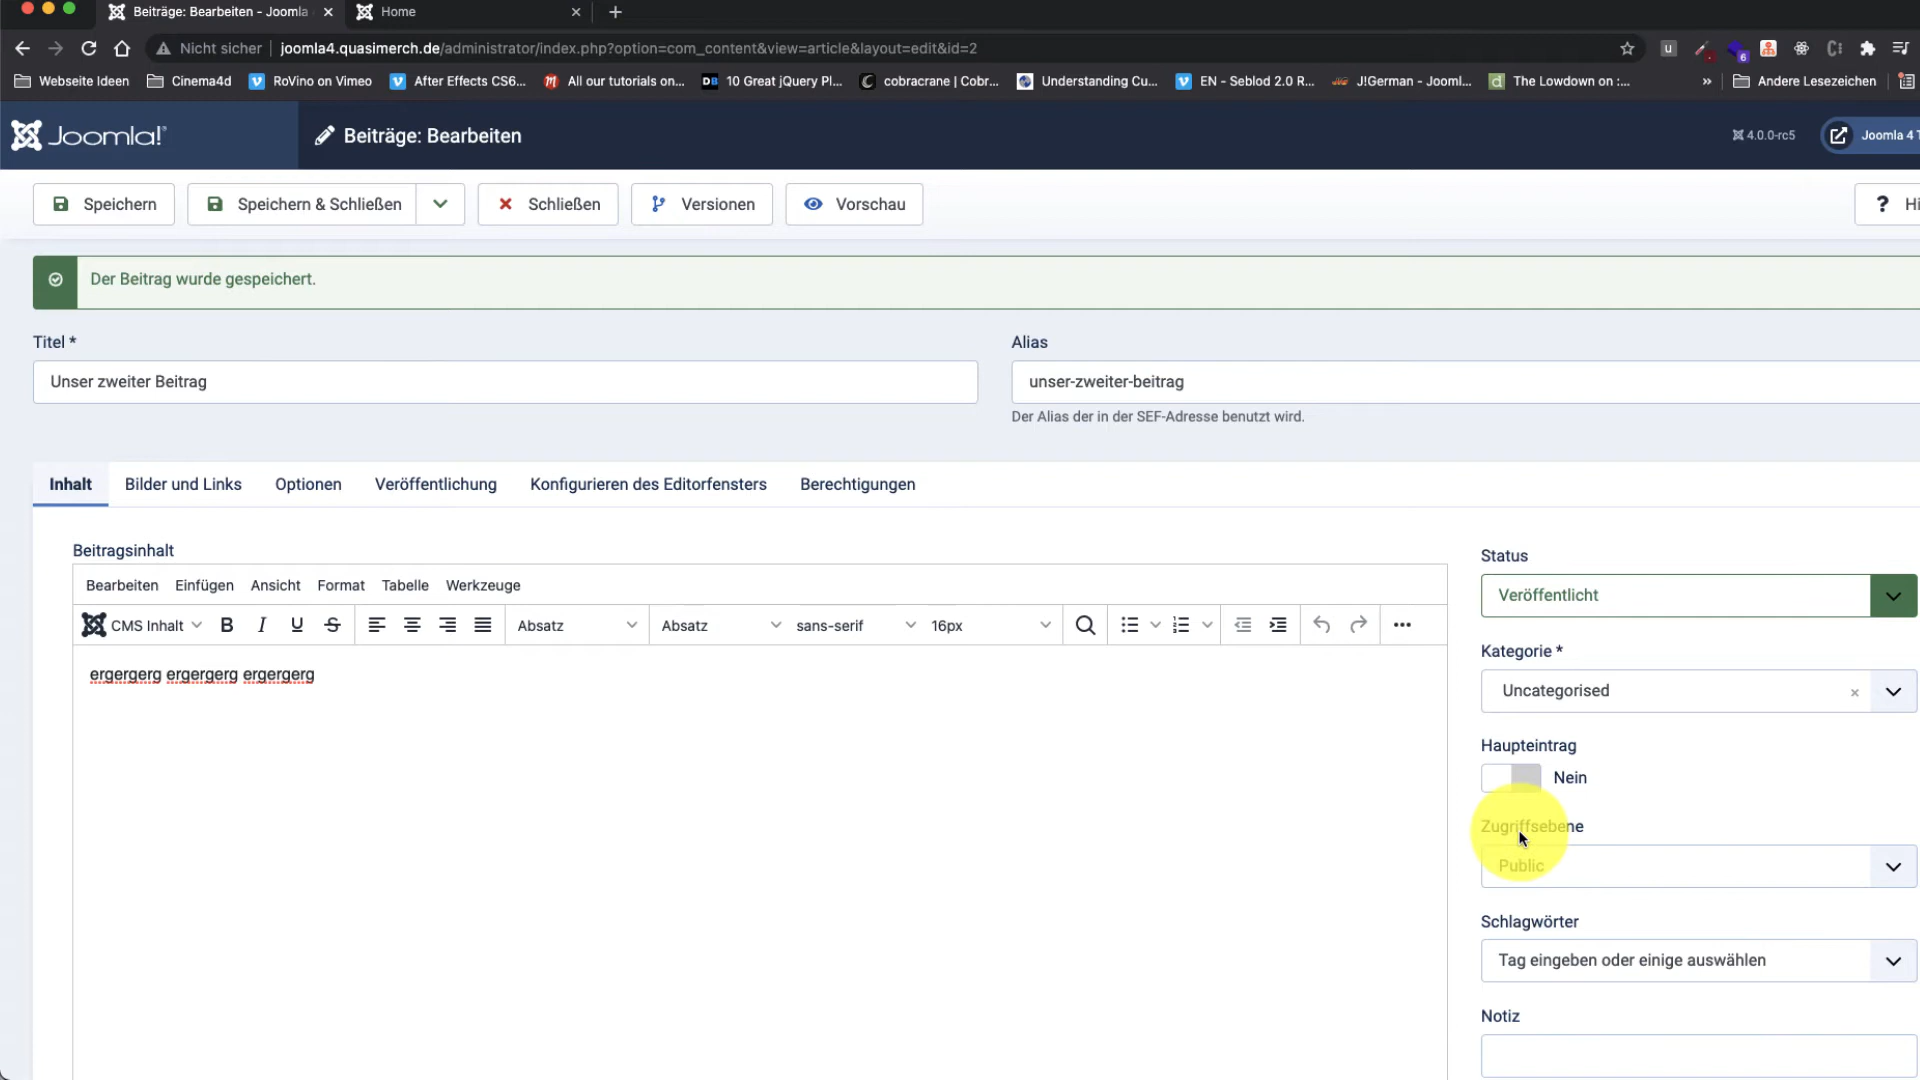 Beiträge: Bearbeiten - Joomla
Home
Nicht sicher
joomla4.quasimerch.de/administrator/index.php?option=com_content&view=article&layout=edit&id=2
u
6
Webseite Ideen
Cinema4d
RoVino on Vimeo
After Effects CS6...
All our tutorials on...
DB
10 Great jQuery Pl...
cobracrane | Cobr...
Understanding Cu...
EN - Seblod 2.0 R...
J!German - Jooml...
The Lowdown on :...
»
Andere Lesezeichen
Joomla!
Beiträge: Bearbeiten
4.0.0-rc5
Joomla 4 T
Speichern
Speichern & Schließen
Schließen
Versionen
Vorschau
? Hi
Der Beitrag wurde gespeichert.
Titel *
Alias
Unser zweiter Beitrag
unser-zweiter-beitrag
Der Alias der in der SEF-Adresse benutzt wird.
Inhalt
Bilder und Links
Optionen
Veröffentlichung
Konfigurieren des Editorfensters
Berechtigungen
Beitragsinhalt
Bearbeiten
Einfügen
Ansicht
Format
Tabelle
Werkzeuge
CMS Inhalt
B
I
U
S
Absatz
Absatz
sans-serif
16px
ergergerg ergergerg ergergerg
Status
Veröffentlicht
Kategorie *
Uncategorised
Haupteintrag
Nein
Zugriffsebene
Public
Schlagwörter
Tag eingeben oder einige auswählen
Notiz